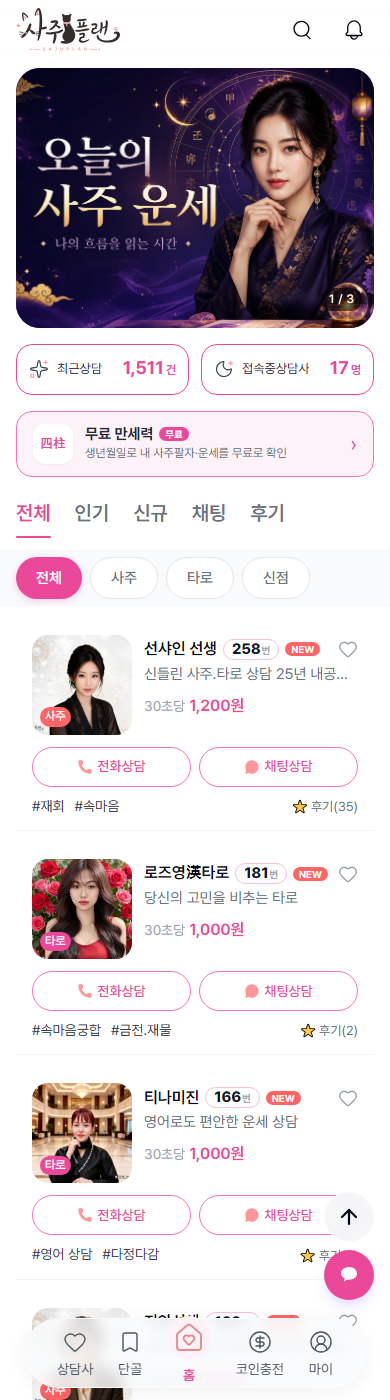 사주플랜
SAJUPLAN
오늘의
사주 운세
나의 흐름을 읽는 시간
1 / 3
최근상담 1,511건
접속중상담사 17명
四柱
무료 만세력 무료
생년월일로 내 사주팔자·운세를 무료로 확인
전체 인기 신규 채팅 후기
전체 사주 타로 신점
선샤인 선생 258번 NEW
신들린 사주.타로 상담 25년 내공...
30초당 1,200원
사주
전화상담 채팅상담
#재회 #속마음 후기(35)
로즈영漢타로 181번 NEW
당신의 고민을 비추는 타로
30초당 1,000원
타로
전화상담 채팅상담
#속마음궁합 #금전.재물 후기(2)
티나미진 166번 NEW
영어로도 편안한 운세 상담
30초당 1,000원
타로
전화상담 채팅상담
#영어 상담 #다정다감
상담사 단골 홈 코인충전 마이